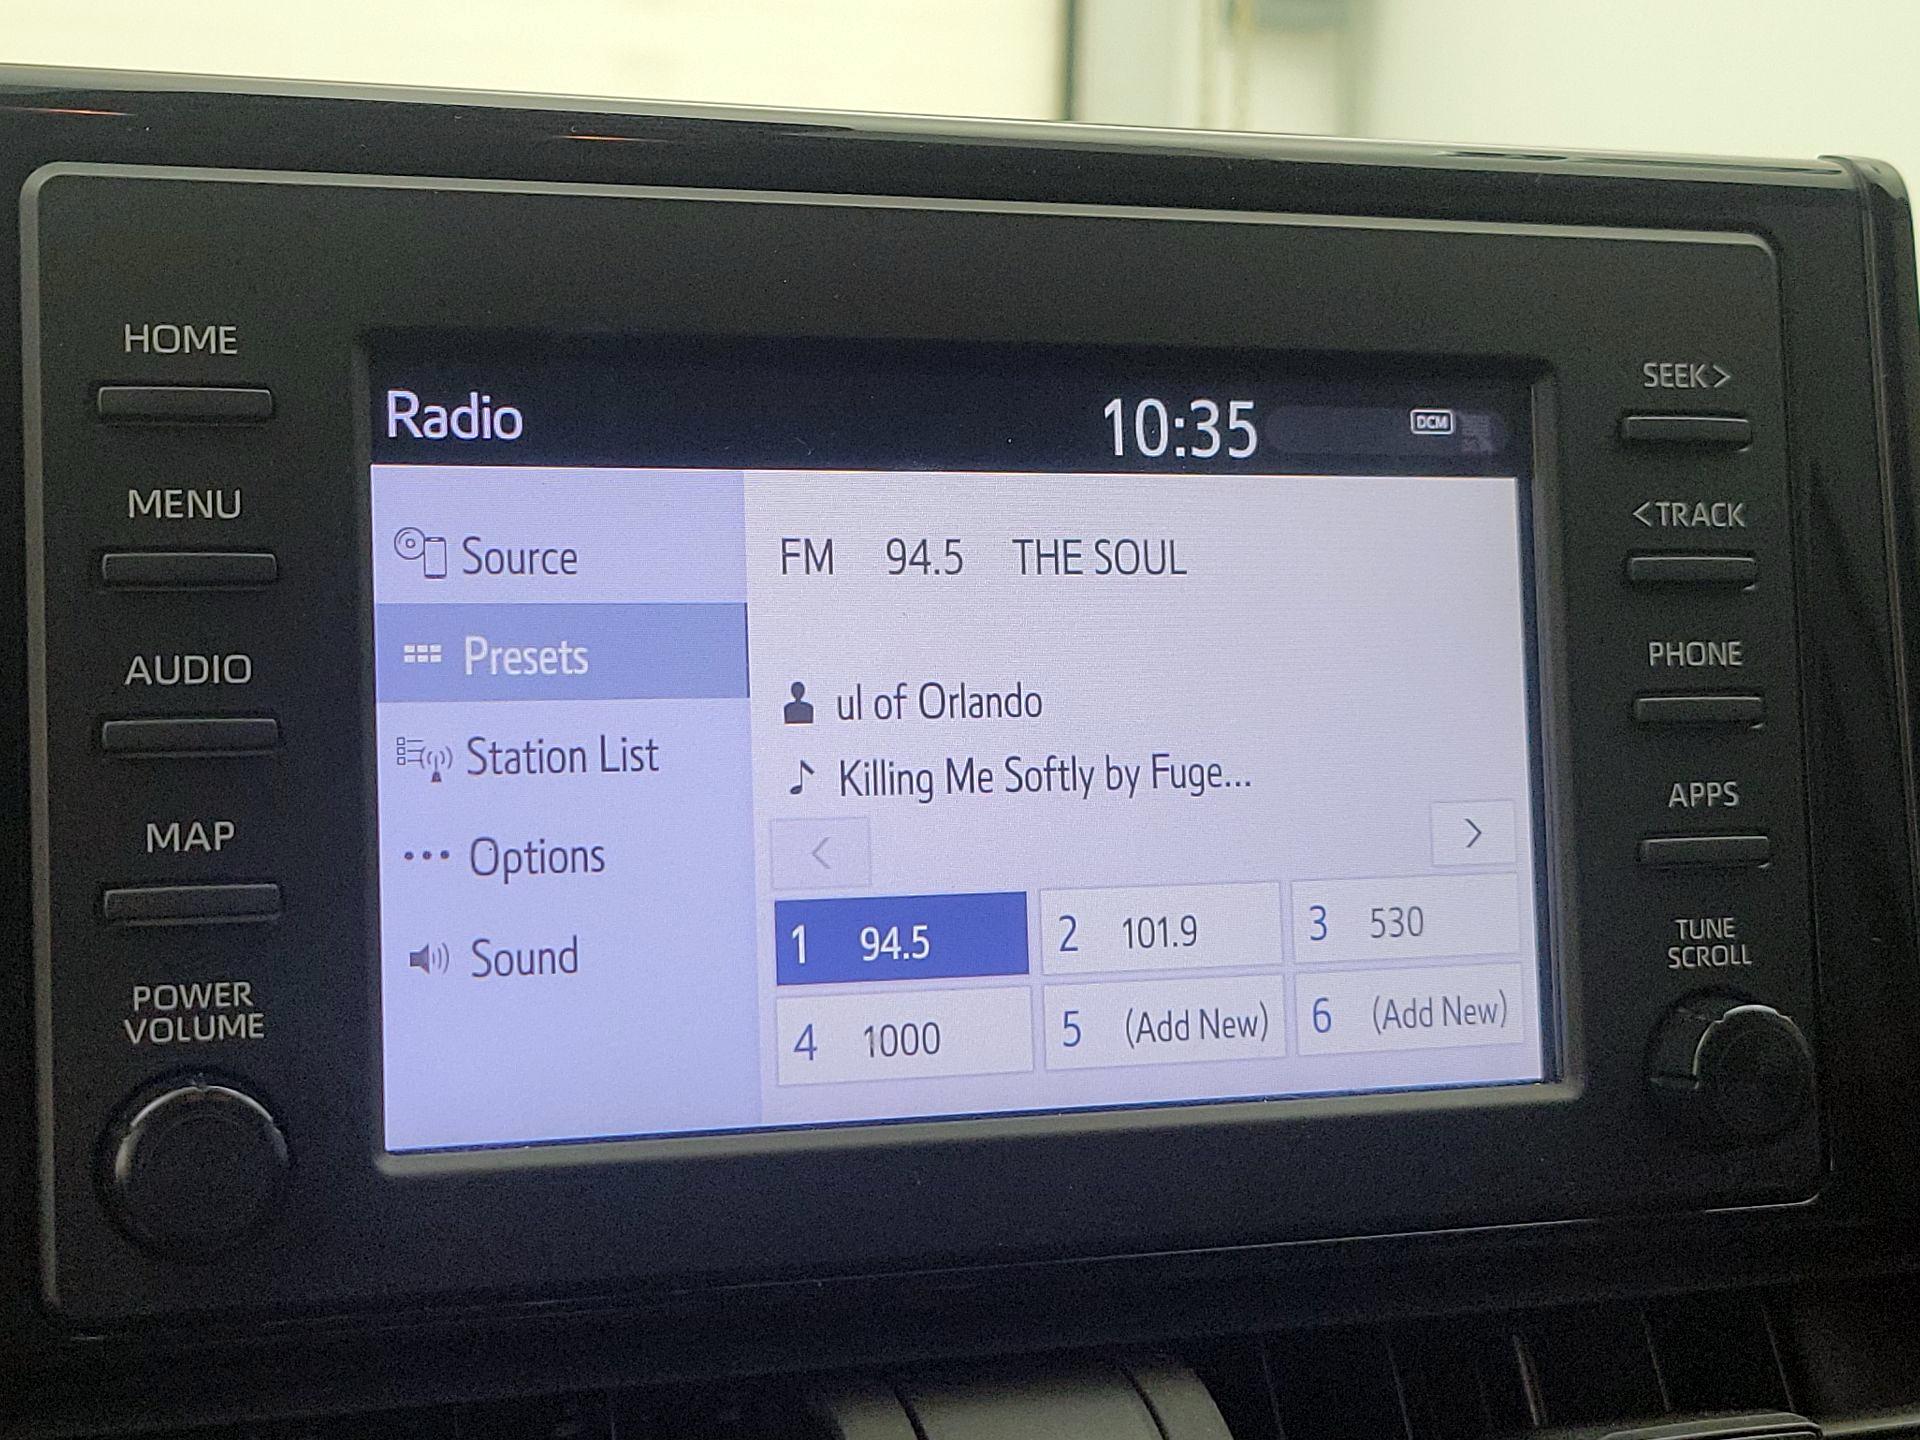 HOME
MENU
AUDIO
MAP
POWER
VOLUME
Radio
10:35
DCM
Source
Presets
Station List
Options
Sound
FM 94.5 THE SOUL
ul of Orlando
Killing Me Softly by Fuge...
< >
1 94.5
2 101.9
3 530
4 1000
5 (Add New)
6 (Add New)
SEEK>
<TRACK
PHONE
APPS
TUNE
SCROLL